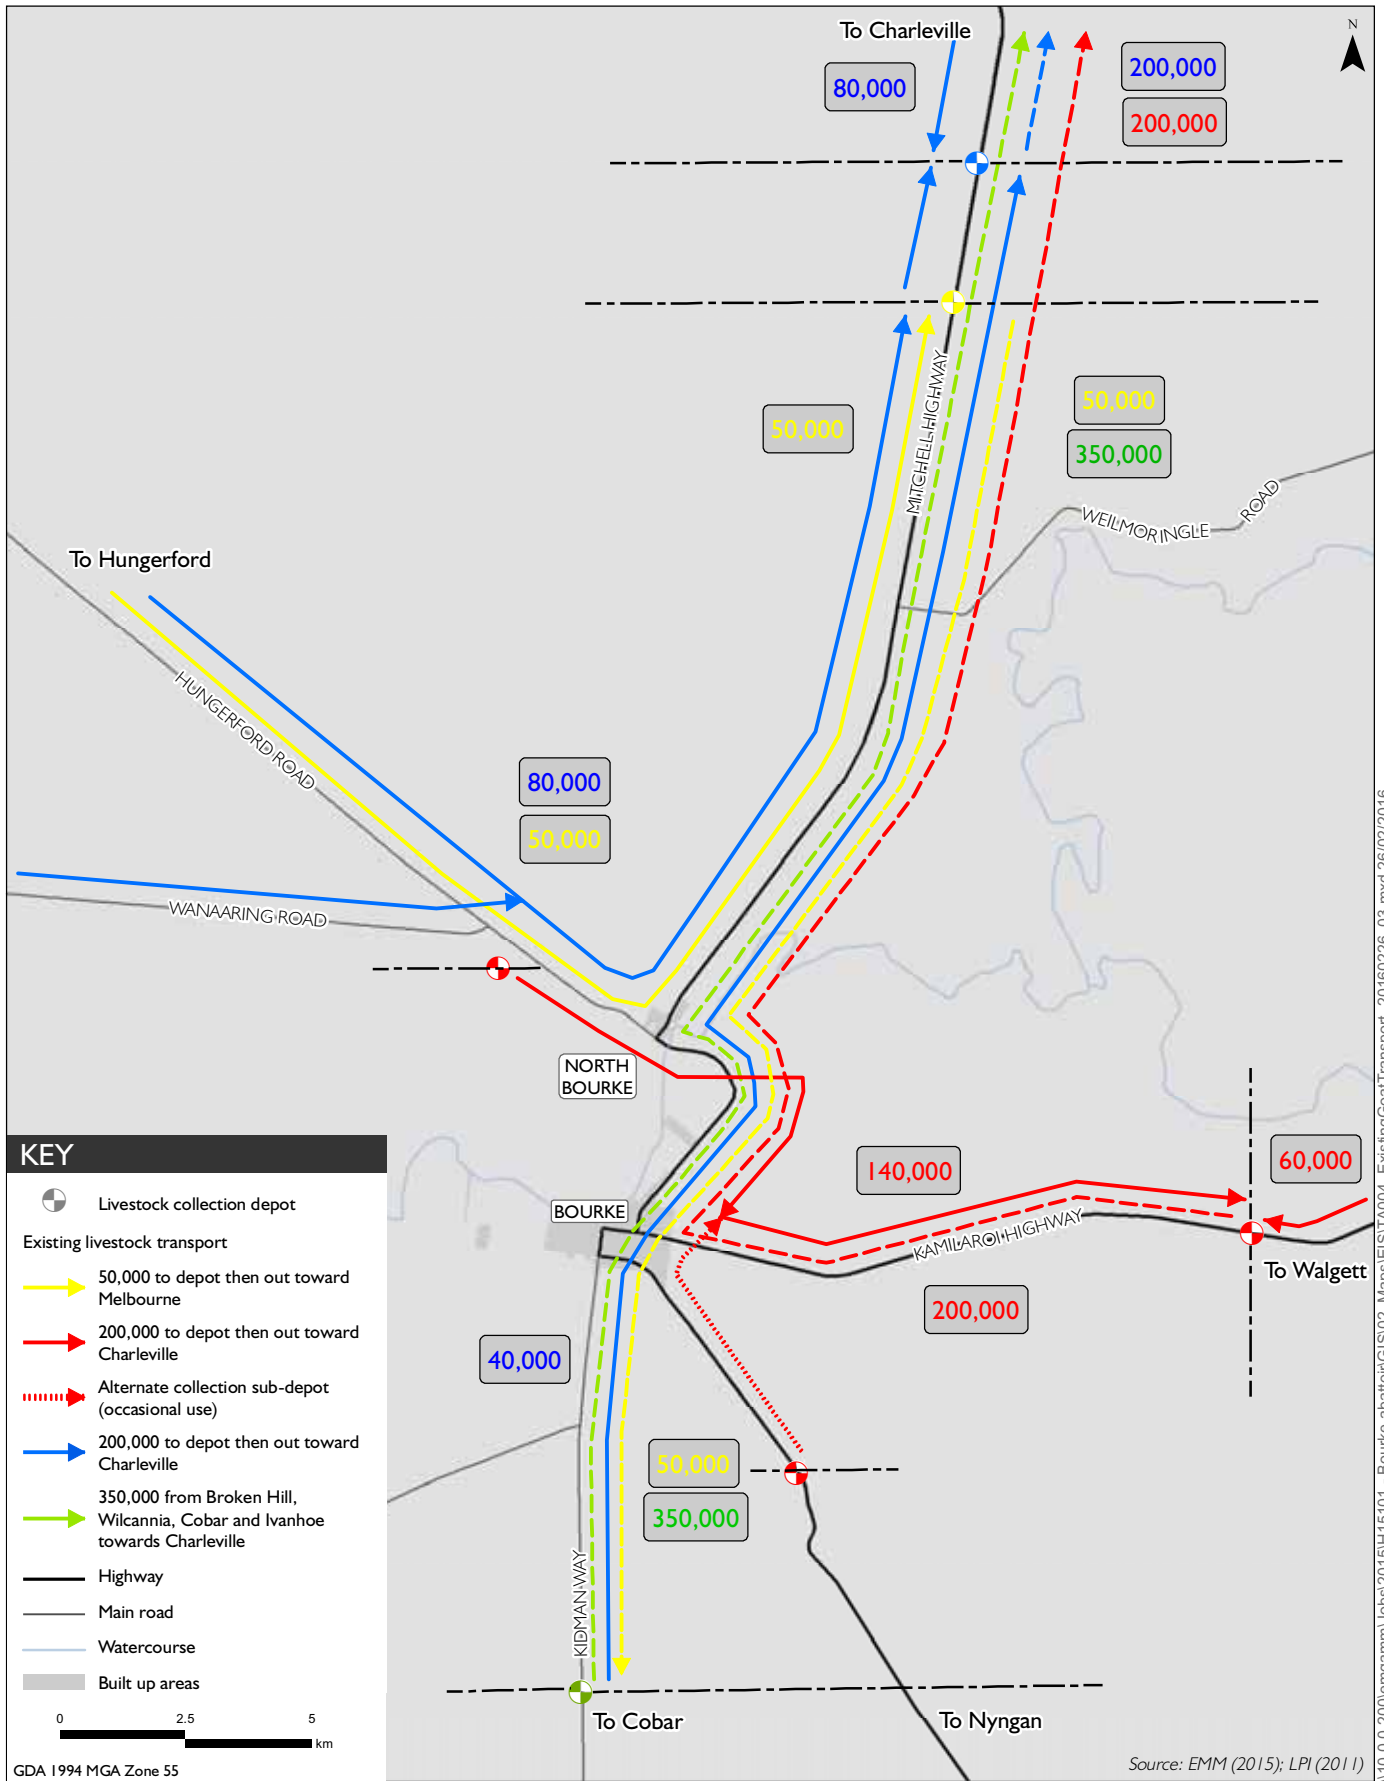 To Charleville
N
80,000
200,000
200,000
MITCHELL HIGHWAY
50,000
50,000
350,000
WEILMORINGLE ROAD
To Hungerford
HUNGERFORD ROAD
80,000
50,000
WANAARING ROAD
NORTH
BOURKE
BOURKE
140,000
60,000
KAMILAROI HIGHWAY
To Walgett
200,000
40,000
50,000
350,000
KIDMAN WAY
To Cobar
To Nyngan
KEY
Livestock collection depot
Existing livestock transport
50,000 to depot then out toward
Melbourne
200,000 to depot then out toward
Charleville
Alternate collection sub-depot
(occasional use)
200,000 to depot then out toward
Charleville
350,000 from Broken Hill,
Wilcannia, Cobar and Ivanhoe
towards Charleville
Highway
Main road
Watercourse
Built up areas
0 2.5 5
km
GDA 1994 MGA Zone 55
Source: EMM (2015); LPI (2011)